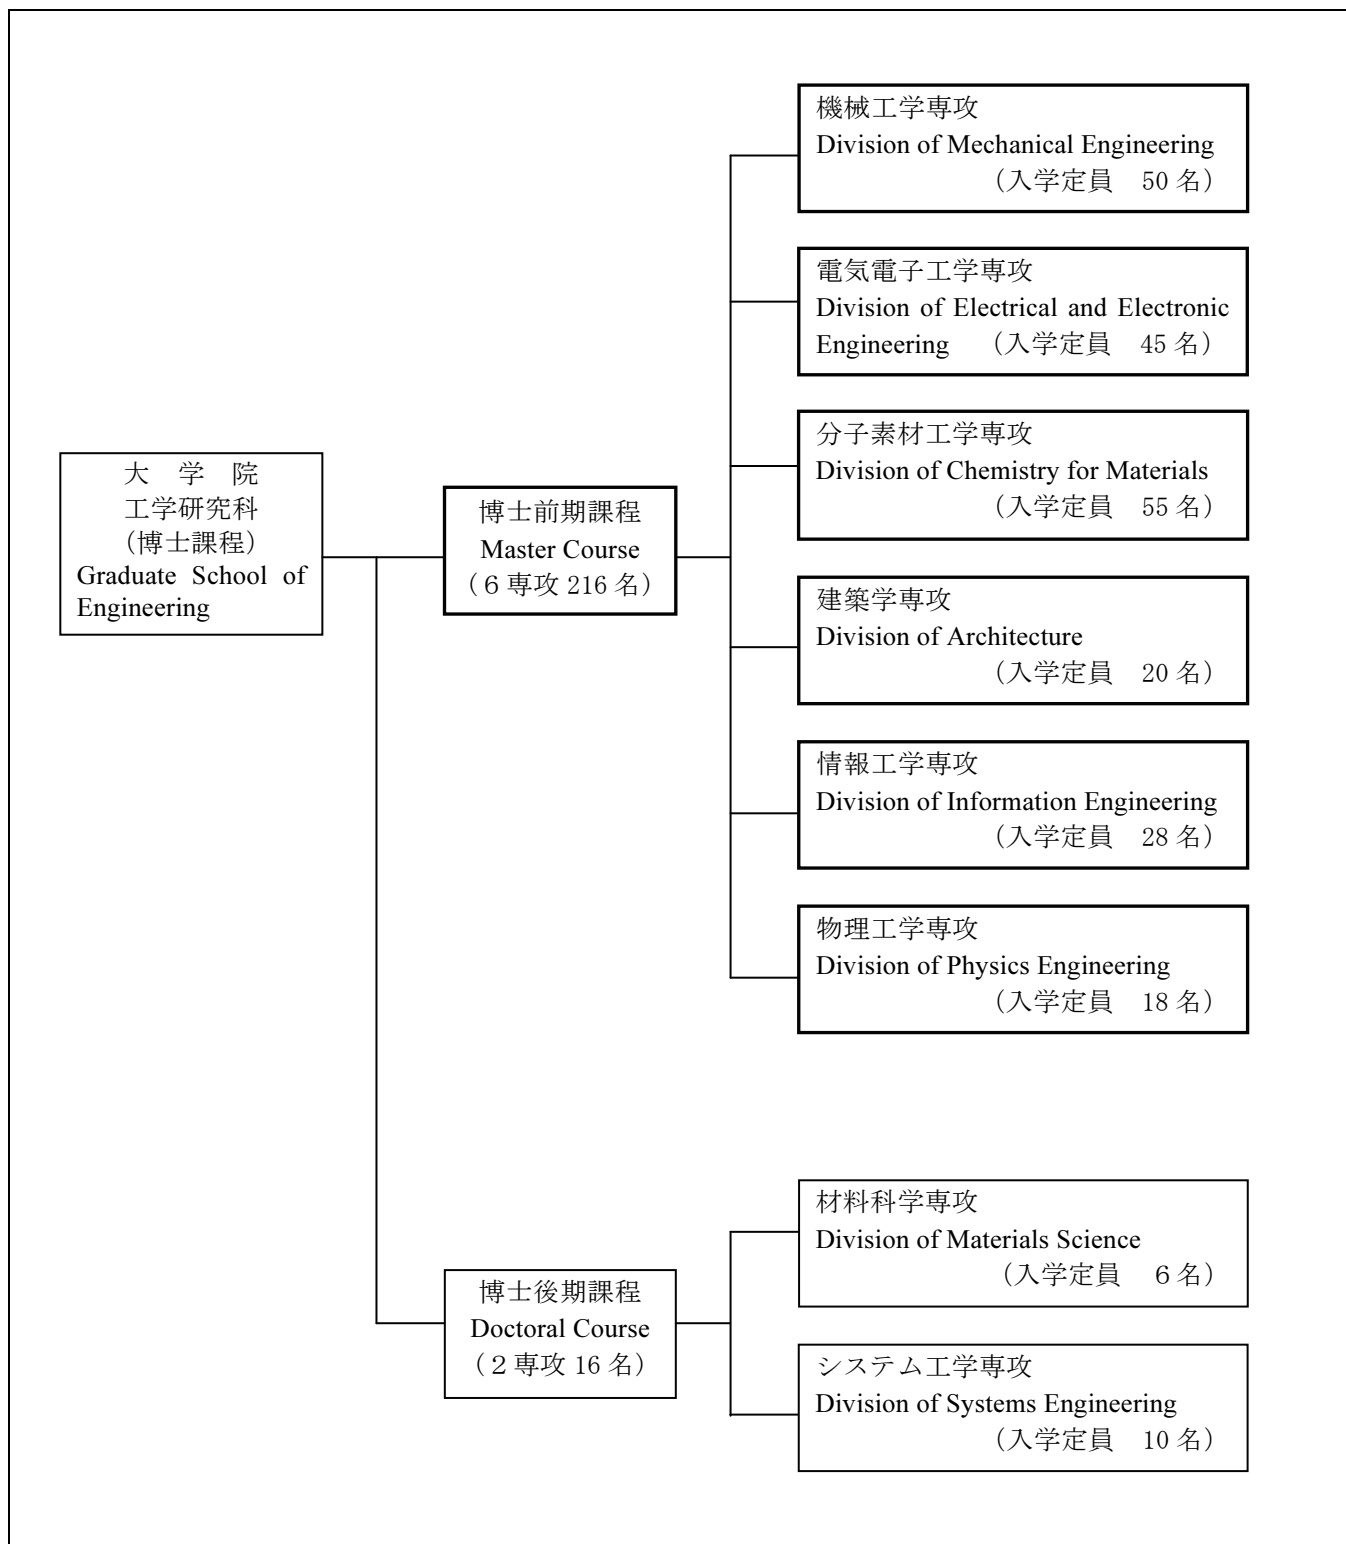 大　学　院
工学研究科
（博士課程）
Graduate School of
Engineering
博士前期課程
Master Course
（６専攻 216 名）
機械工学専攻
Division of Mechanical Engineering
（入学定員　50 名）
電気電子工学専攻
Division of Electrical and Electronic
Engineering　（入学定員　45 名）
分子素材工学専攻
Division of Chemistry for Materials
（入学定員　55 名）
建築学専攻
Division of Architecture
（入学定員　20 名）
情報工学専攻
Division of Information Engineering
（入学定員　28 名）
物理工学専攻
Division of Physics Engineering
（入学定員　18 名）
博士後期課程
Doctoral Course
（２専攻 16 名）
材料科学専攻
Division of Materials Science
（入学定員　６名）
システム工学専攻
Division of Systems Engineering
（入学定員　10 名）